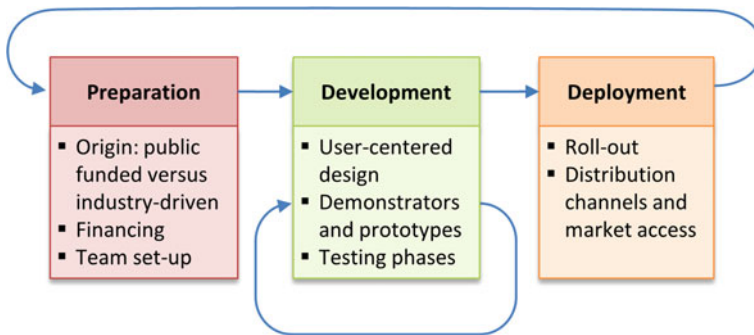 Preparation
▪ Origin: public
funded versus
industry-driven
▪ Financing
▪ Team set-up
Development
▪ User-centered
design
▪ Demonstrators
and prototypes
▪ Testing phases
Deployment
▪ Roll-out
▪ Distribution
channels and
market access